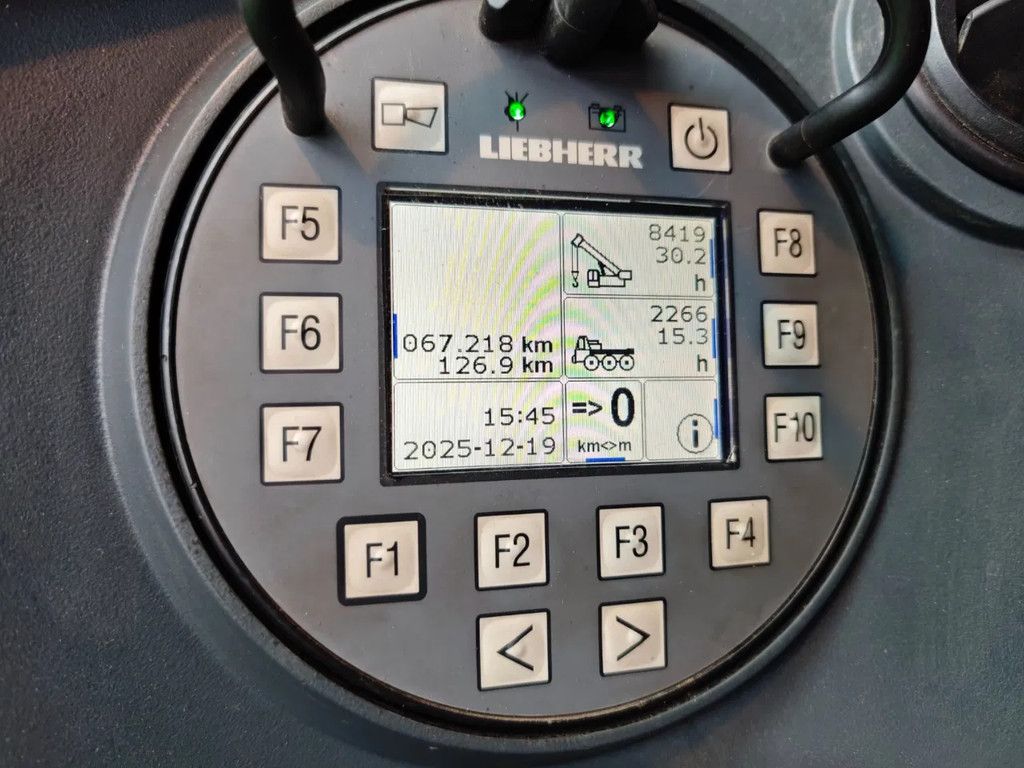 LIEBHERR
F5
F6
F7
8419
30.2
h
067.218 km
126.9 km
2266
15.3
h
15:45
2025-12-19
=> 0
km<>m
i
F8
F9
F10
F1
F2
F3
F4
<
>